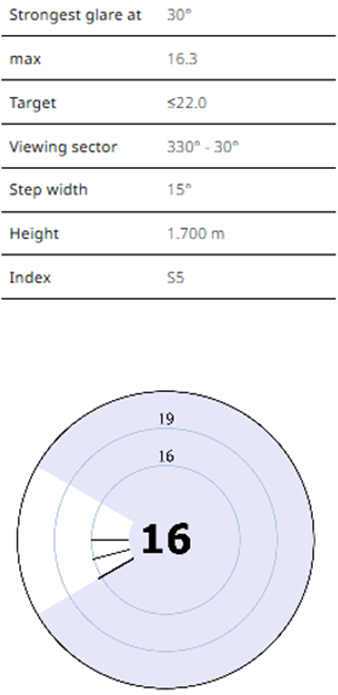 Strongest glare at 30°
max 16.3
Target ≤22.0
Viewing sector 330° - 30°
Step width 15°
Height 1.700 m
Index S5
19
16
16